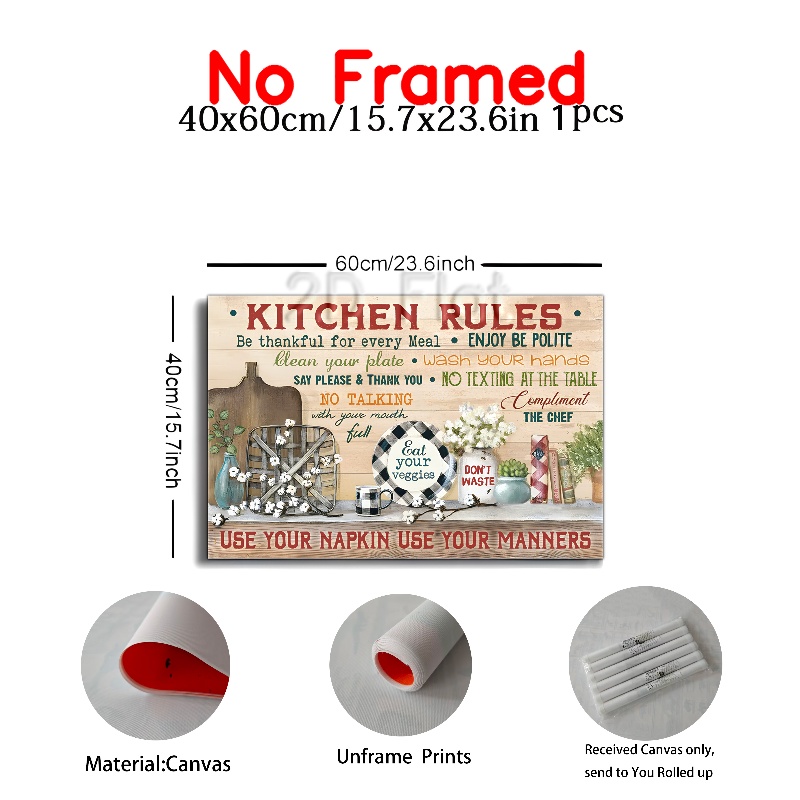 No Framed
40x60cm/15.7x23.6in 1pcs
60cm/23.6inch
2D Flat
40cm/15.7inch
• KITCHEN RULES •
Be thankful for every Meal • ENJOY BE POLITE
Clean your plate • WASH YOUR HANDS
SAY PLEASE & THANK YOU • NO TEXTING AT THE TABLE
NO TALKING
with your mouth
full
Compliment
THE CHEF
Eat
your
veggies
DON'T
WASTE
USE YOUR NAPKIN USE YOUR MANNERS
Material:Canvas
Unframe Prints
Received Canvas only,
send to You Rolled up